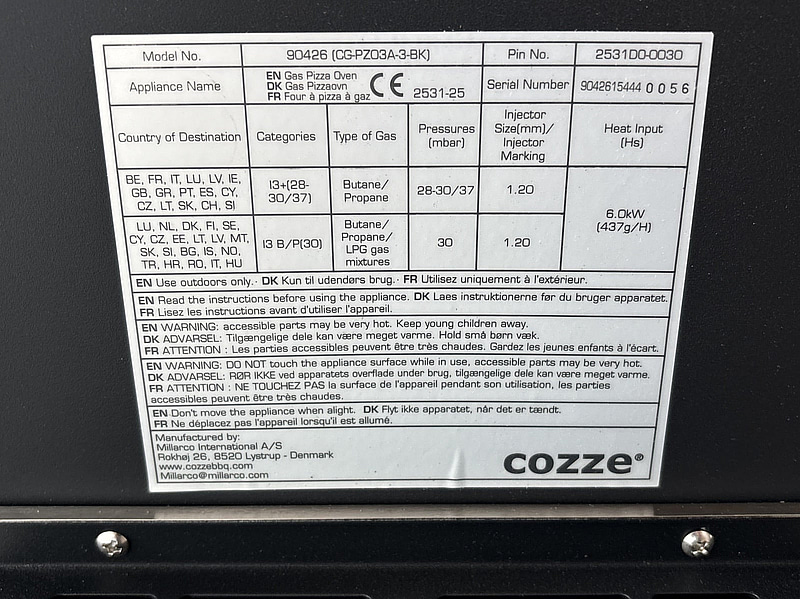 Model No. 90426 (CG-PZ03A-3-BK) Pin No. 2531D0-0030
Appliance Name
EN Gas Pizza Oven
DK Gas Pizzaovn
FR Four à pizza à gaz
CE 2531-25
Serial Number 9042615444 0056
Country of Destination
Categories
Type of Gas
Pressures
(mbar)
Injector
Size(mm)/
Injector
Marking
Heat Input
(Hs)
BE, FR, IT, LU, LV, IE,
GB, GR, PT, ES, CY,
CZ, LT, SK, CH, SI
I3+(28-
30/37)
Butane/
Propane
28-30/37
1.20
6.0kW
(437g/H)
LU, NL, DK, FI, SE,
CY, CZ, EE, LT, LV, MT,
SK, SI, BG, IS, NO,
TR, HR, RO, IT, HU
I3 B/P(30)
Butane/
Propane/
LPG gas
mixtures
30
1.20
EN Use outdoors only. · DK Kun til udendørs brug. · FR Utilisez uniquement à l'extérieur.
EN Read the instructions before using the appliance. DK Laes instruktionerne før du bruger apparatet.
FR Lisez les instructions avant d'utiliser l'appareil.
EN WARNING: accessible parts may be very hot. Keep young children away.
DK ADVARSEL: Tilgængelige dele kan være meget varme. Hold små børn væk.
FR ATTENTION : Les parties accessibles peuvent être très chaudes. Gardez les jeunes enfants à l'écart.
EN WARNING: DO NOT touch the appliance surface while in use, accessible parts may be very hot.
DK ADVARSEL: RØR IKKE ved apparatets overflade under brug, tilgængelige dele kan være meget varme.
FR ATTENTION : NE TOUCHEZ PAS la surface de l'appareil pendant son utilisation, les parties
accessibles peuvent être très chaudes.
EN Don't move the appliance when alight. DK Flyt ikke apparatet, når det er tændt.
FR Ne déplacez pas l'appareil lorsqu'il est allumé.
Manufactured by:
Millarco International A/S
Rokhøj 26, 8520 Lystrup - Denmark
www.cozzebbq.com
Millarco@millarco.com
cozze®